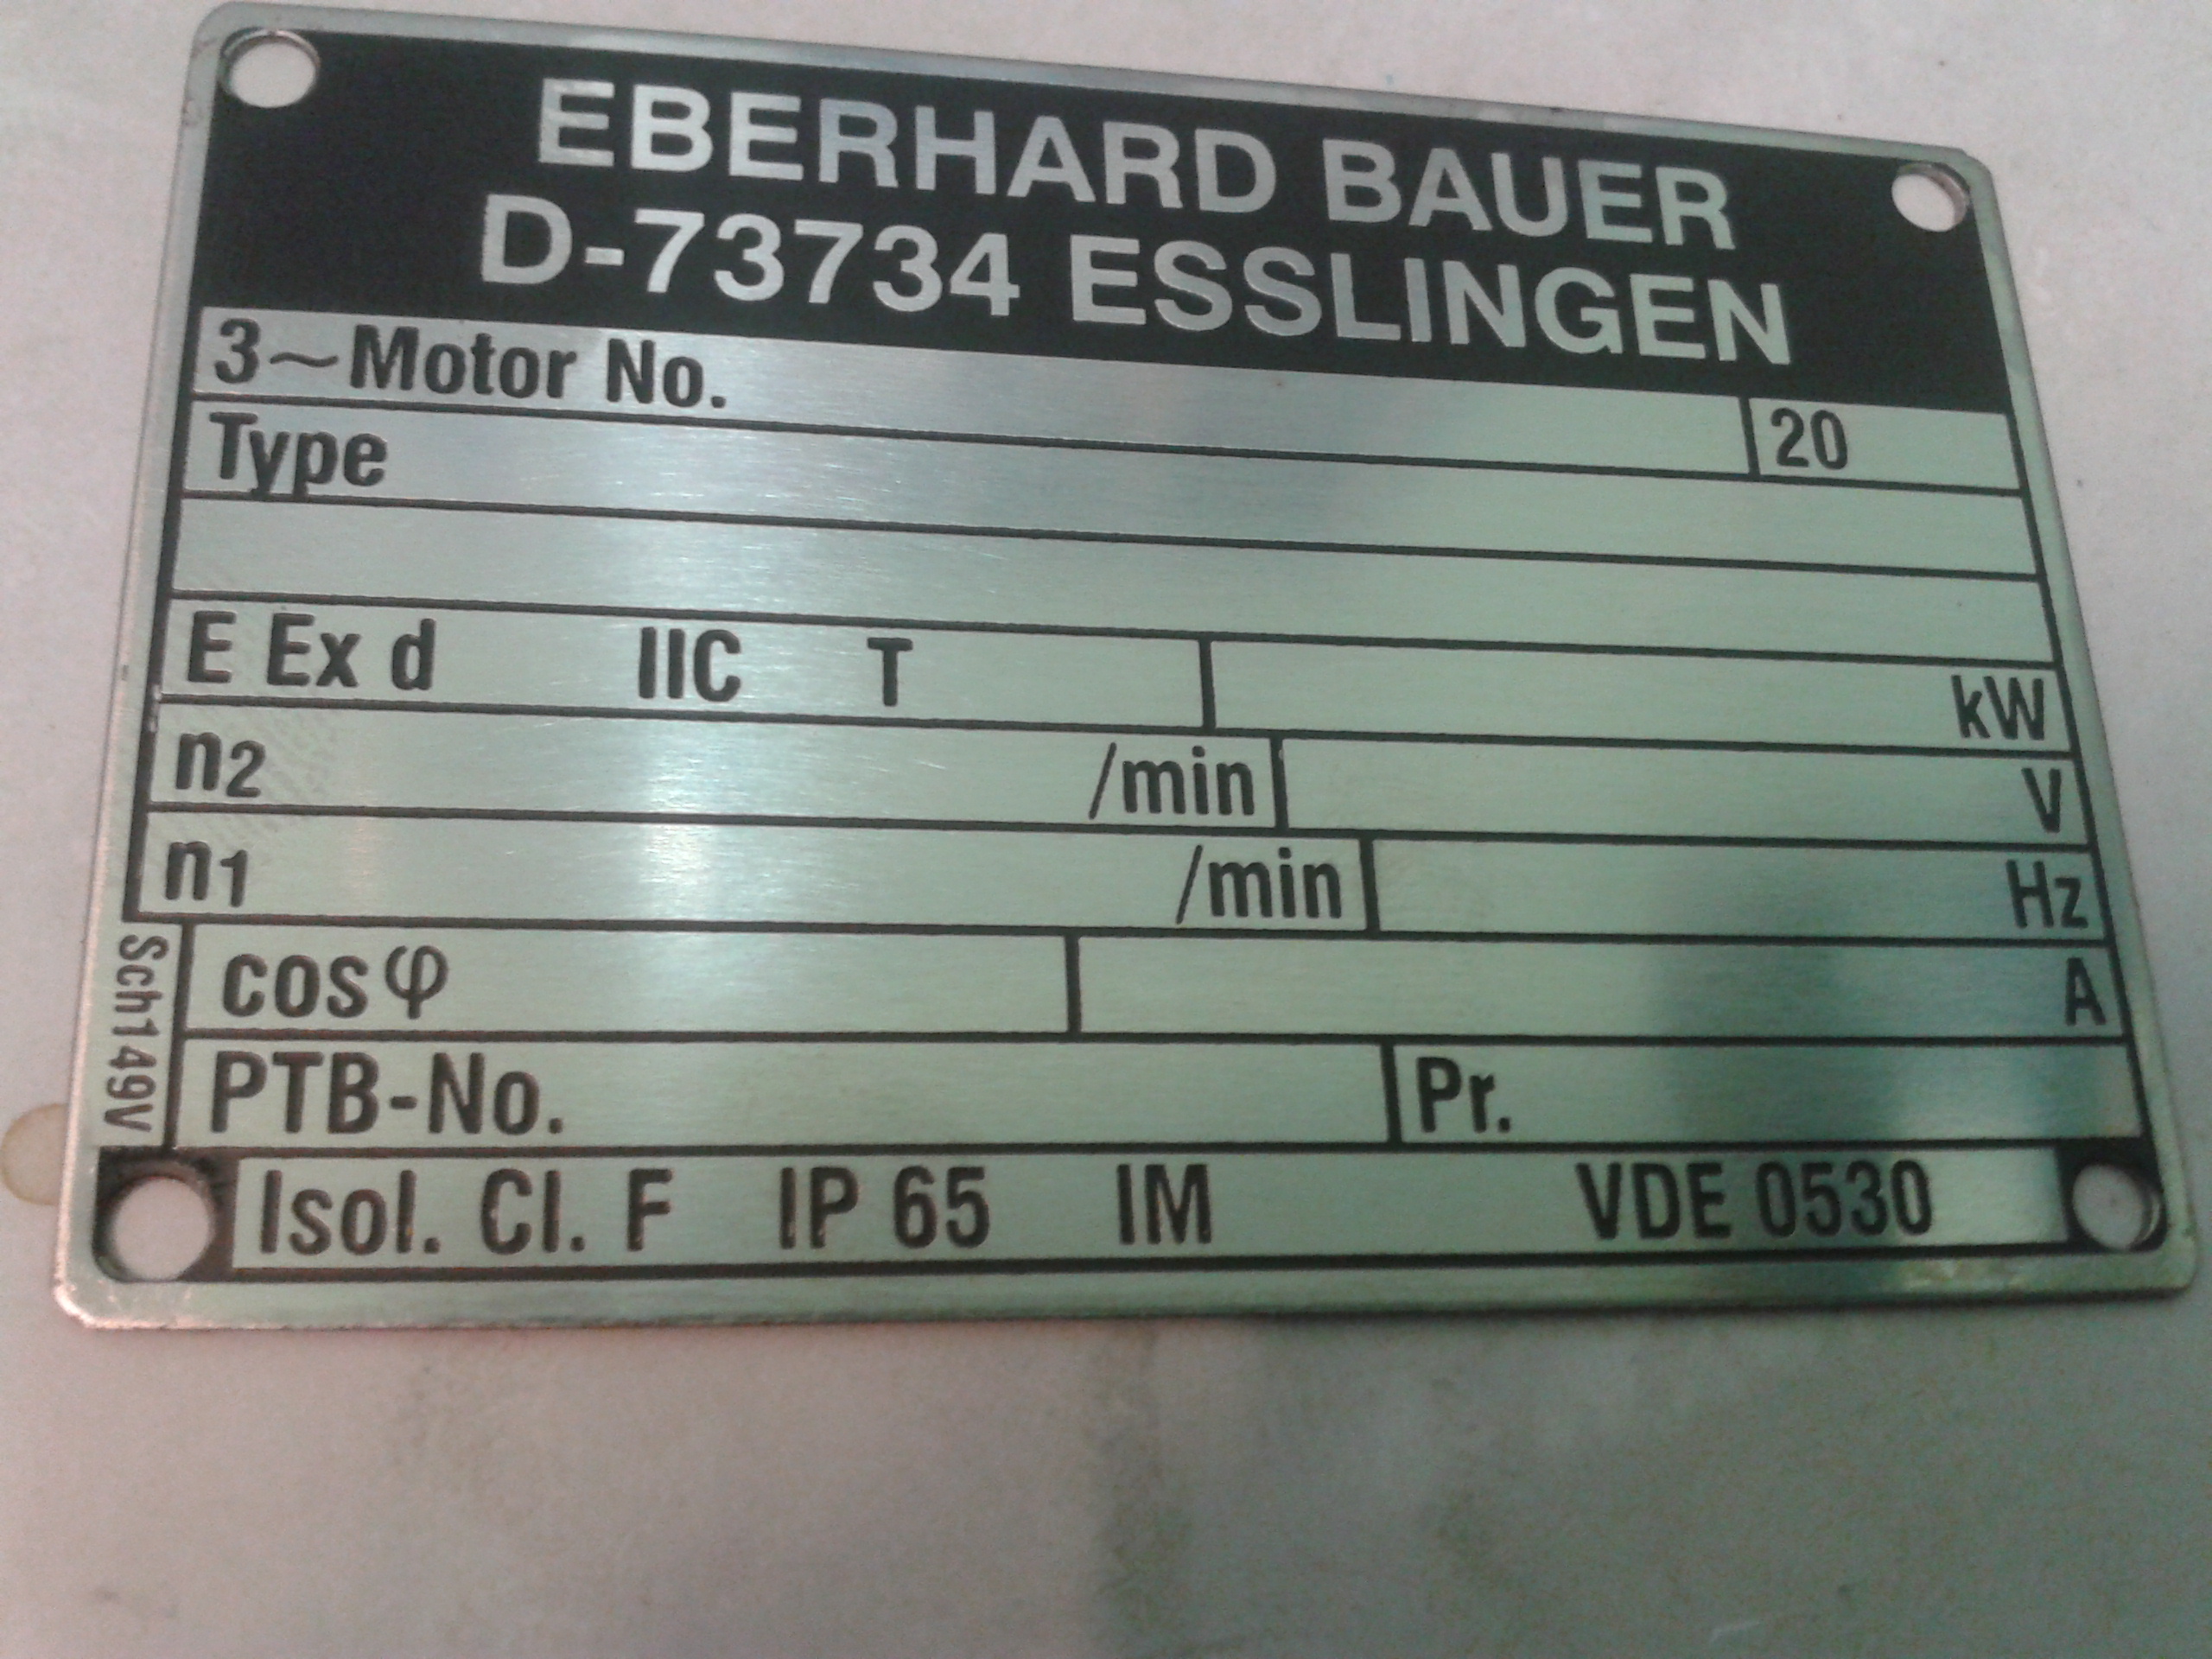 EBERHARD BAUER
D-73734 ESSLINGEN
3~Motor No. 20
Type
E Ex d IIC T kW
n2 /min V
n1 /min Hz
cosφ A
PTB-No. Pr.
Isol. Cl. F IP 65 IM VDE 0530
Sch149V